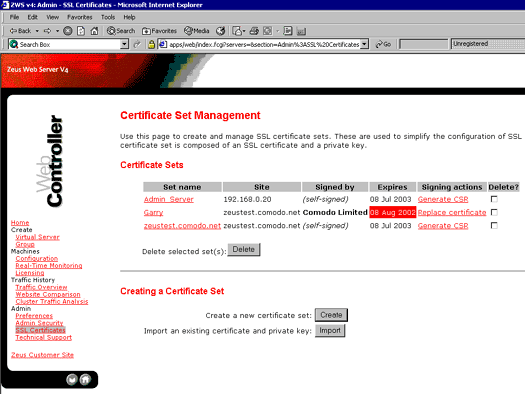 ZWS v4: Admin - SSL Certificates - Microsoft Internet Explorer
File Edit View Favorites Tools Help
Back Search Favorites Media
Search Box apps/web/index.fcgi?servers=&section=Admin%3ASSL%20Certificates Go Unregistered
Zeus Web Server V4
Web Controller
Home
Create
Virtual Server
Group
Machines
Configuration
Real-Time Monitoring
Licensing
Traffic History
Traffic Overview
Website Comparison
Cluster Traffic Analysis
Admin
Preferences
Admin Security
SSL Certificates
Technical Support
Zeus Customer Site
Certificate Set Management
Use this page to create and manage SSL certificate sets. These are used to simplify the configuration of SSL
certificate set is composed of an SSL certificate and a private key.
Certificate Sets
Set name Site Signed by Expires Signing actions Delete?
Admin_Server 192.168.0.20 (self-signed) 08 Jul 2003 Generate CSR
Garry zeustest.comodo.net Comodo Limited 08 Aug 2002 Replace certificate
zeustest.comodo.net zeustest.comodo.net (self-signed) 08 Jul 2003 Generate CSR
Delete selected set(s): Delete
Creating a Certificate Set
Create a new certificate set: Create
Import an existing certificate and private key: Import